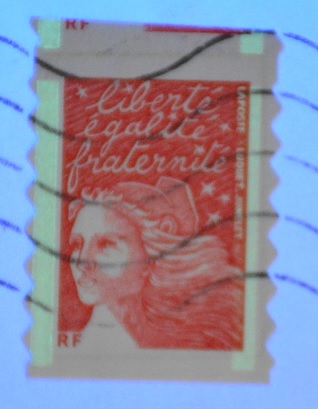 RF
liberté
égalité
fraternité
LAPOSTE LUQUET
RF